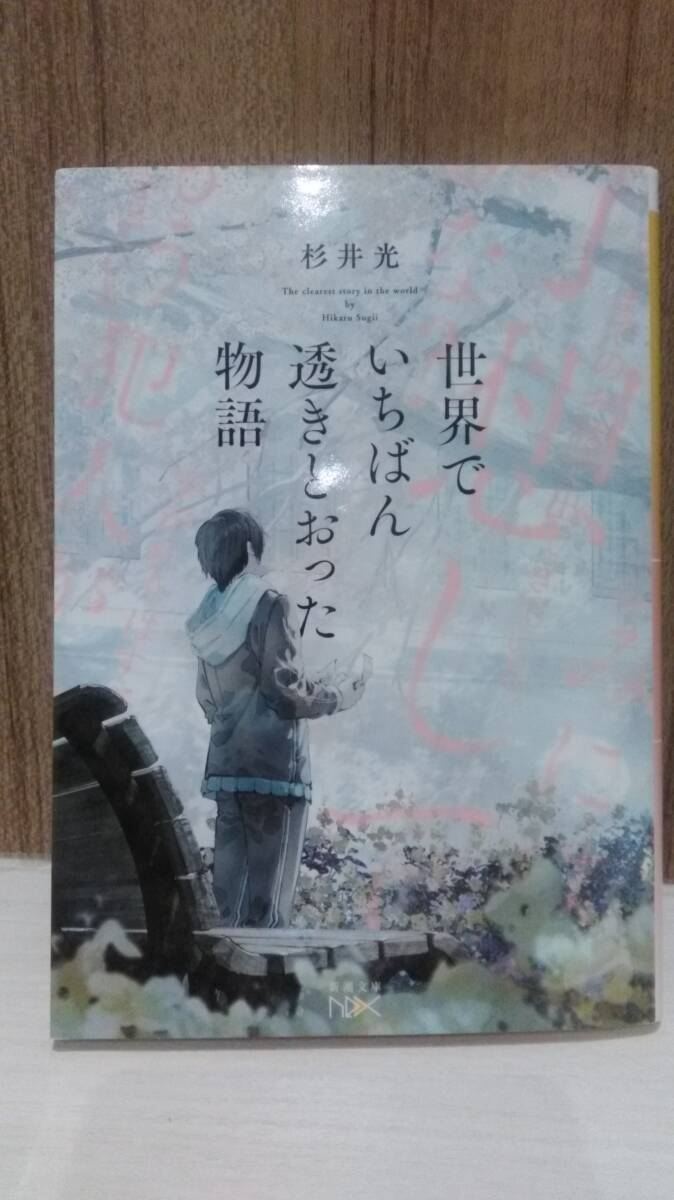 杉井光
The clearest story in the world
by
Hikaru Sugii
世界で
いちばん
透きとおった
物語
新潮文庫
nex